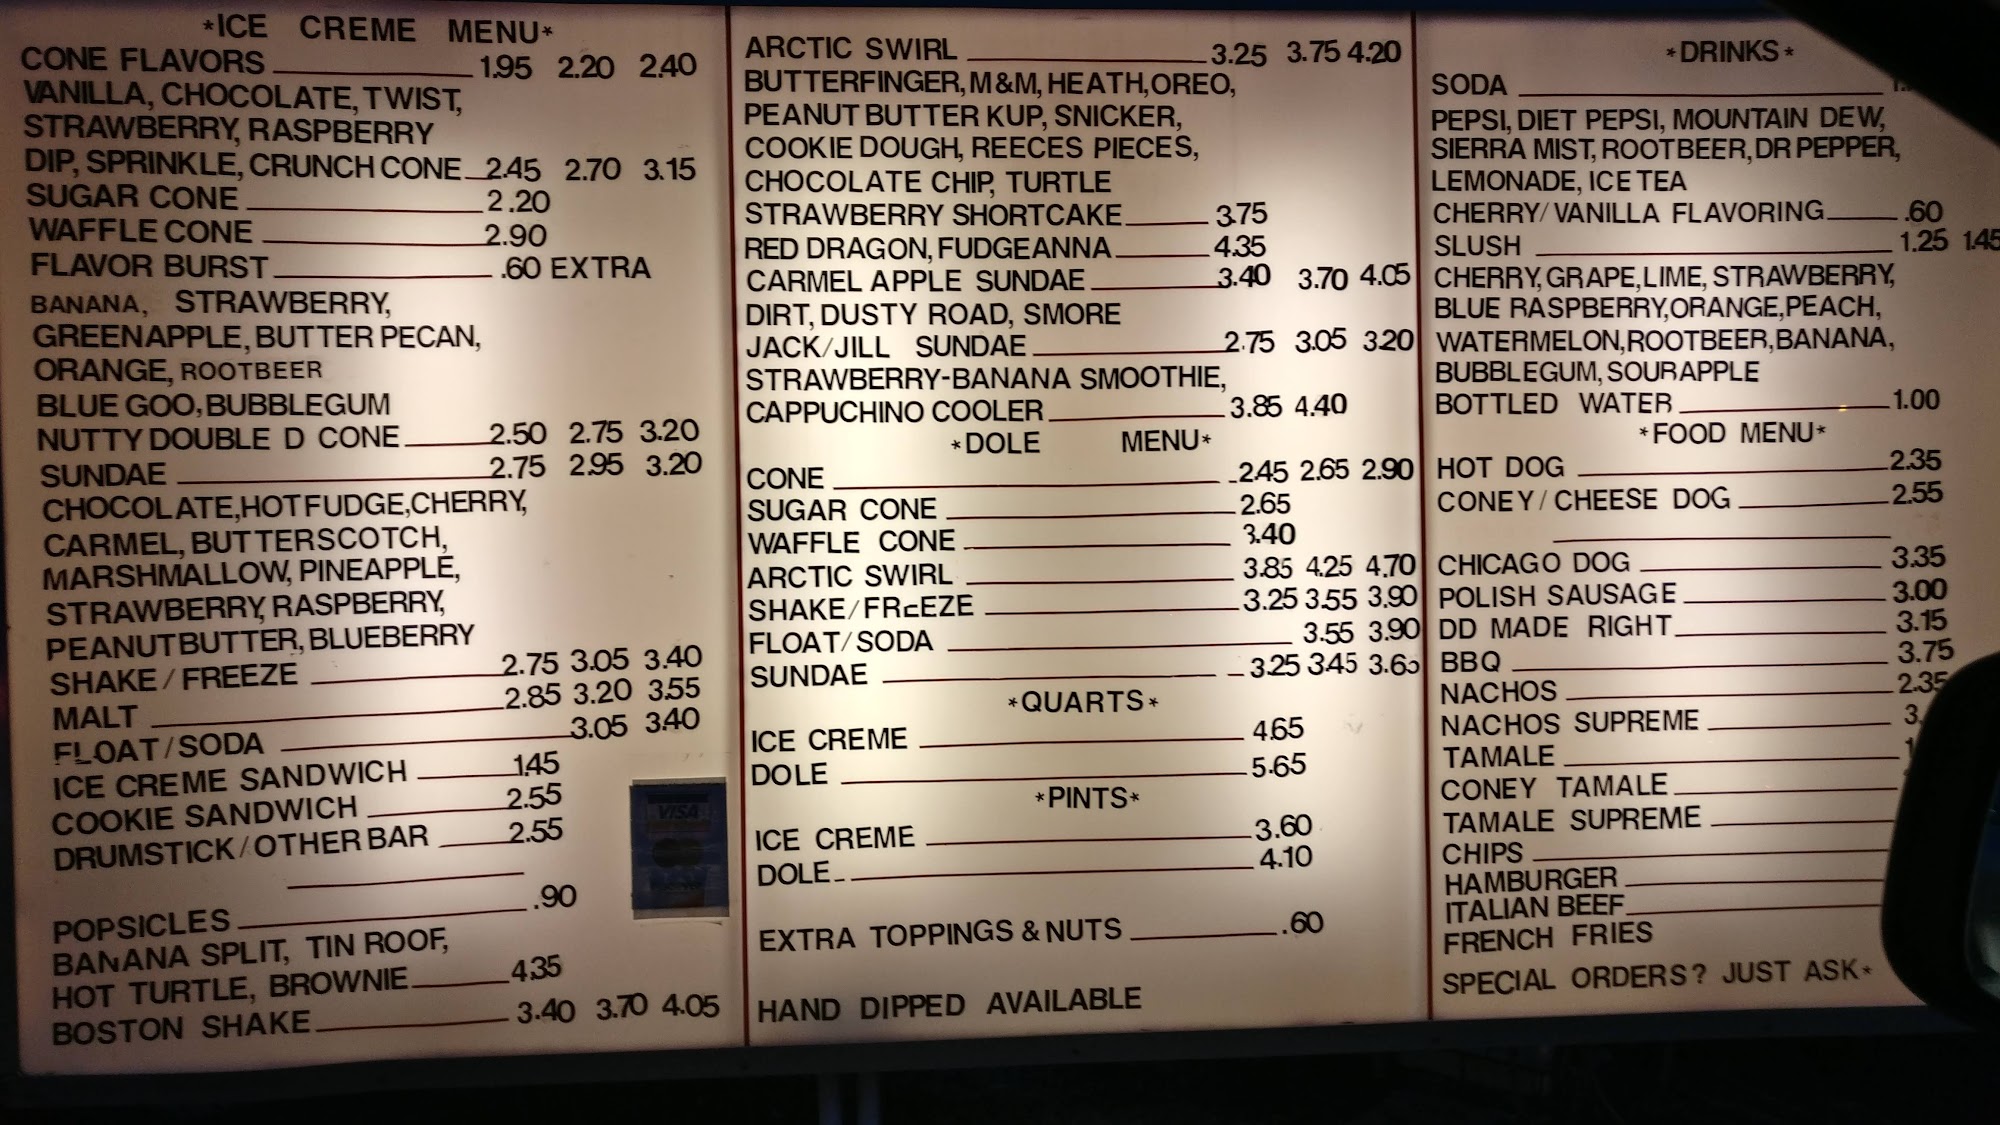 *ICE CREME MENU*
CONE FLAVORS 1.95 2.20 2.40
VANILLA, CHOCOLATE, TWIST,
STRAWBERRY, RASPBERRY
DIP, SPRINKLE, CRUNCH CONE 2.45 2.70 3.15
SUGAR CONE 2.20
WAFFLE CONE 2.90
FLAVOR BURST .60 EXTRA
BANANA, STRAWBERRY,
GREENAPPLE, BUTTER PECAN,
ORANGE, ROOTBEER
BLUE GOO, BUBBLEGUM
NUTTY DOUBLE D CONE 2.50 2.75 3.20
SUNDAE 2.75 2.95 3.20
CHOCOLATE, HOT FUDGE, CHERRY,
CARMEL, BUTTERSCOTCH,
MARSHMALLOW, PINEAPPLE,
STRAWBERRY, RASPBERRY,
PEANUTBUTTER, BLUEBERRY
SHAKE/FREEZE 2.75 3.05 3.40
MALT 2.85 3.20 3.55
FLOAT/SODA 3.05 3.40
ICE CREME SANDWICH 1.45
COOKIE SANDWICH 2.55
DRUMSTICK/OTHER BAR 2.55
POPSICLES .90
BANANA SPLIT, TIN ROOF,
HOT TURTLE, BROWNIE 4.35
BOSTON SHAKE 3.40 3.70 4.05
VISA
ARCTIC SWIRL 3.25 3.75 4.20
BUTTERFINGER, M&M, HEATH, OREO,
PEANUT BUTTER KUP, SNICKER,
COOKIE DOUGH, REECES PIECES,
CHOCOLATE CHIP, TURTLE
STRAWBERRY SHORTCAKE 3.75
RED DRAGON, FUDGEANNA 4.35
CARMEL APPLE SUNDAE 3.40 3.70 4.05
DIRT, DUSTY ROAD, SMORE
JACK/JILL SUNDAE 2.75 3.05 3.20
STRAWBERRY-BANANA SMOOTHIE,
CAPPUCHINO COOLER 3.85 4.40
*DOLE MENU*
CONE 2.45 2.65 2.90
SUGAR CONE 2.65
WAFFLE CONE 3.40
ARCTIC SWIRL 3.85 4.25 4.70
SHAKE/FREEZE 3.25 3.55 3.90
FLOAT/SODA 3.55 3.90
SUNDAE 3.25 3.45 3.65
*QUARTS*
ICE CREME 4.65
DOLE 5.65
*PINTS*
ICE CREME 3.60
DOLE 4.10
EXTRA TOPPINGS & NUTS .60
HAND DIPPED AVAILABLE
*DRINKS*
SODA
PEPSI, DIET PEPSI, MOUNTAIN DEW,
SIERRA MIST, ROOTBEER, DR PEPPER,
LEMONADE, ICE TEA
CHERRY/VANILLA FLAVORING .60
SLUSH 1.25 1.45
CHERRY, GRAPE, LIME, STRAWBERRY,
BLUE RASPBERRY, ORANGE, PEACH,
WATERMELON, ROOTBEER, BANANA,
BUBBLEGUM, SOUR APPLE
BOTTLED WATER 1.00
*FOOD MENU*
HOT DOG 2.35
CONEY/CHEESE DOG 2.55
CHICAGO DOG 3.35
POLISH SAUSAGE 3.00
DD MADE RIGHT 3.15
BBQ 3.75
NACHOS 2.35
NACHOS SUPREME
TAMALE
CONEY TAMALE
TAMALE SUPREME
CHIPS
HAMBURGER
ITALIAN BEEF
FRENCH FRIES
SPECIAL ORDERS? JUST ASK*